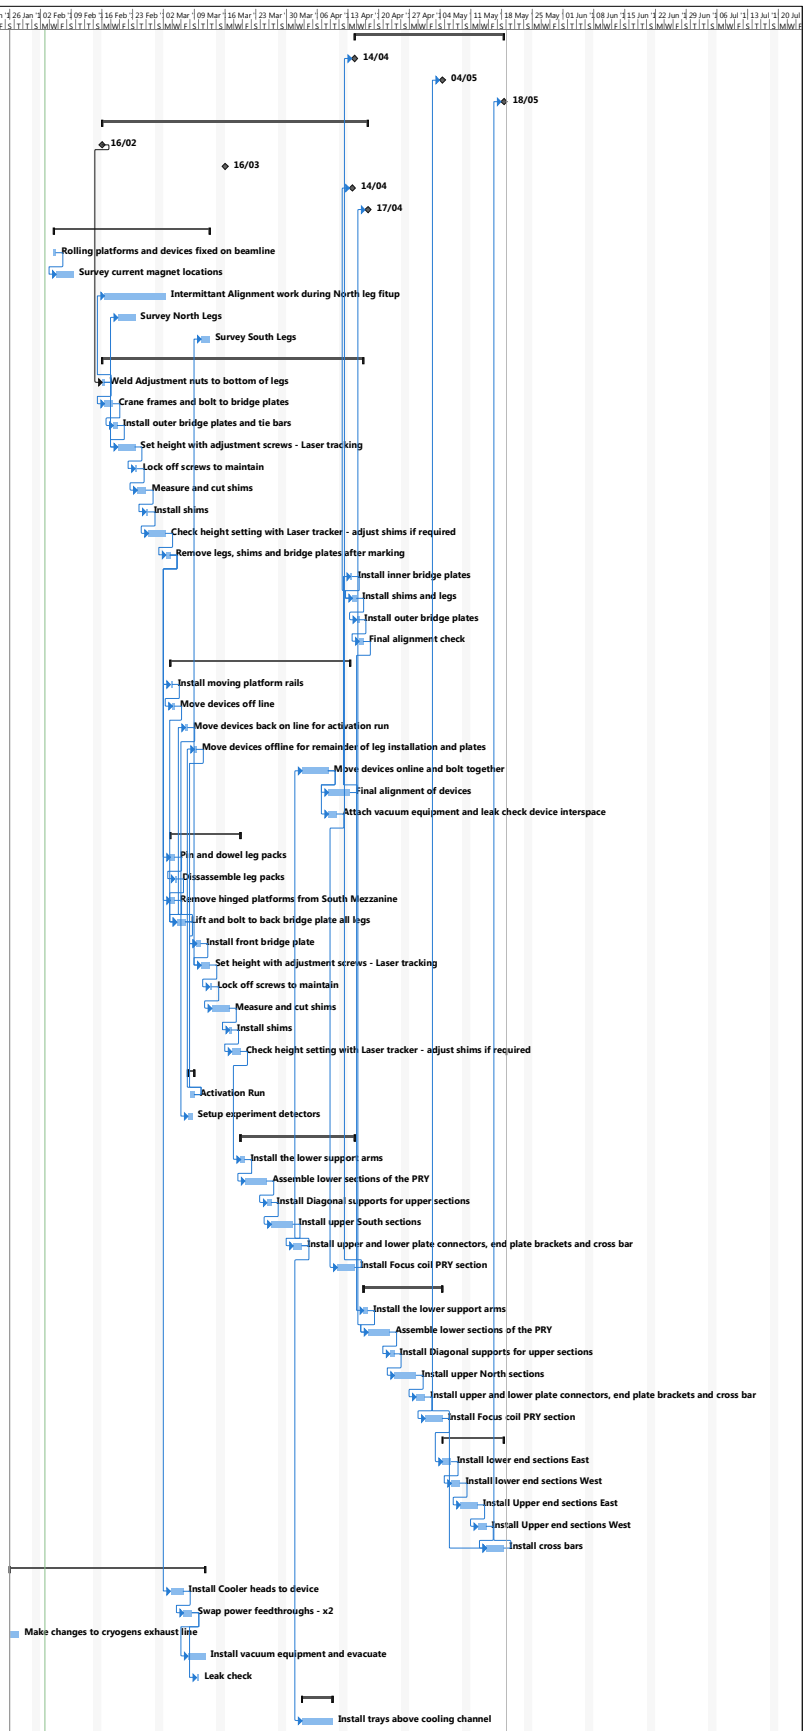 26 Jan '1 02 Feb '1 09 Feb '1 16 Feb '1 23 Feb '1 02 Mar '1 09 Mar '1 16 Mar '1 23 Mar '1 30 Mar '1 06 Apr '1 13 Apr '1 20 Apr '1 27 Apr '1 04 May '1 11 May '1 18 May '1 25 May '1 01 Jun '1 08 Jun '1 15 Jun '1 22 Jun '1 29 Jun '1 06 Jul '1 13 Jul '1 20 Jul
14/04
04/05
18/05
16/02
16/03
14/04
17/04
Rolling platforms and devices fixed on beamline
Survey current magnet locations
Intermittant Alignment work during North leg fitup
Survey North Legs
Survey South Legs
Weld Adjustment nuts to bottom of legs
Crane frames and bolt to bridge plates
Install outer bridge plates and tie bars
Set height with adjustment screws - Laser tracking
Lock off screws to maintain
Measure and cut shims
Install shims
Check height setting with Laser tracker - adjust shims if required
Remove legs, shims and bridge plates after marking
Install inner bridge plates
Install shims and legs
Install outer bridge plates
Final alignment check
Install moving platform rails
Move devices off line
Move devices back on line for activation run
Move devices offline for remainder of leg installation and plates
Move devices online and bolt together
Final alignment of devices
Attach vacuum equipment and leak check device interspace
Pin and dowel leg packs
Dissassemble leg packs
Remove hinged platforms from South Mezzanine
Lift and bolt to back bridge plate all legs
Install front bridge plate
Set height with adjustment screws - Laser tracking
Lock off screws to maintain
Measure and cut shims
Install shims
Check height setting with Laser tracker - adjust shims if required
Activation Run
Setup experiment detectors
Install the lower support arms
Assemble lower sections of the PRY
Install Diagonal supports for upper sections
Install upper South sections
Install upper and lower plate connectors, end plate brackets and cross bar
Install Focus coil PRY section
Install the lower support arms
Assemble lower sections of the PRY
Install Diagonal supports for upper sections
Install upper North sections
Install upper and lower plate connectors, end plate brackets and cross bar
Install Focus coil PRY section
Install lower end sections East
Install lower end sections West
Install Upper end sections East
Install Upper end sections West
Install cross bars
Install Cooler heads to device
Swap power feedthroughs - x2
Make changes to cryogens exhaust line
Install vacuum equipment and evacuate
Leak check
Install trays above cooling channel